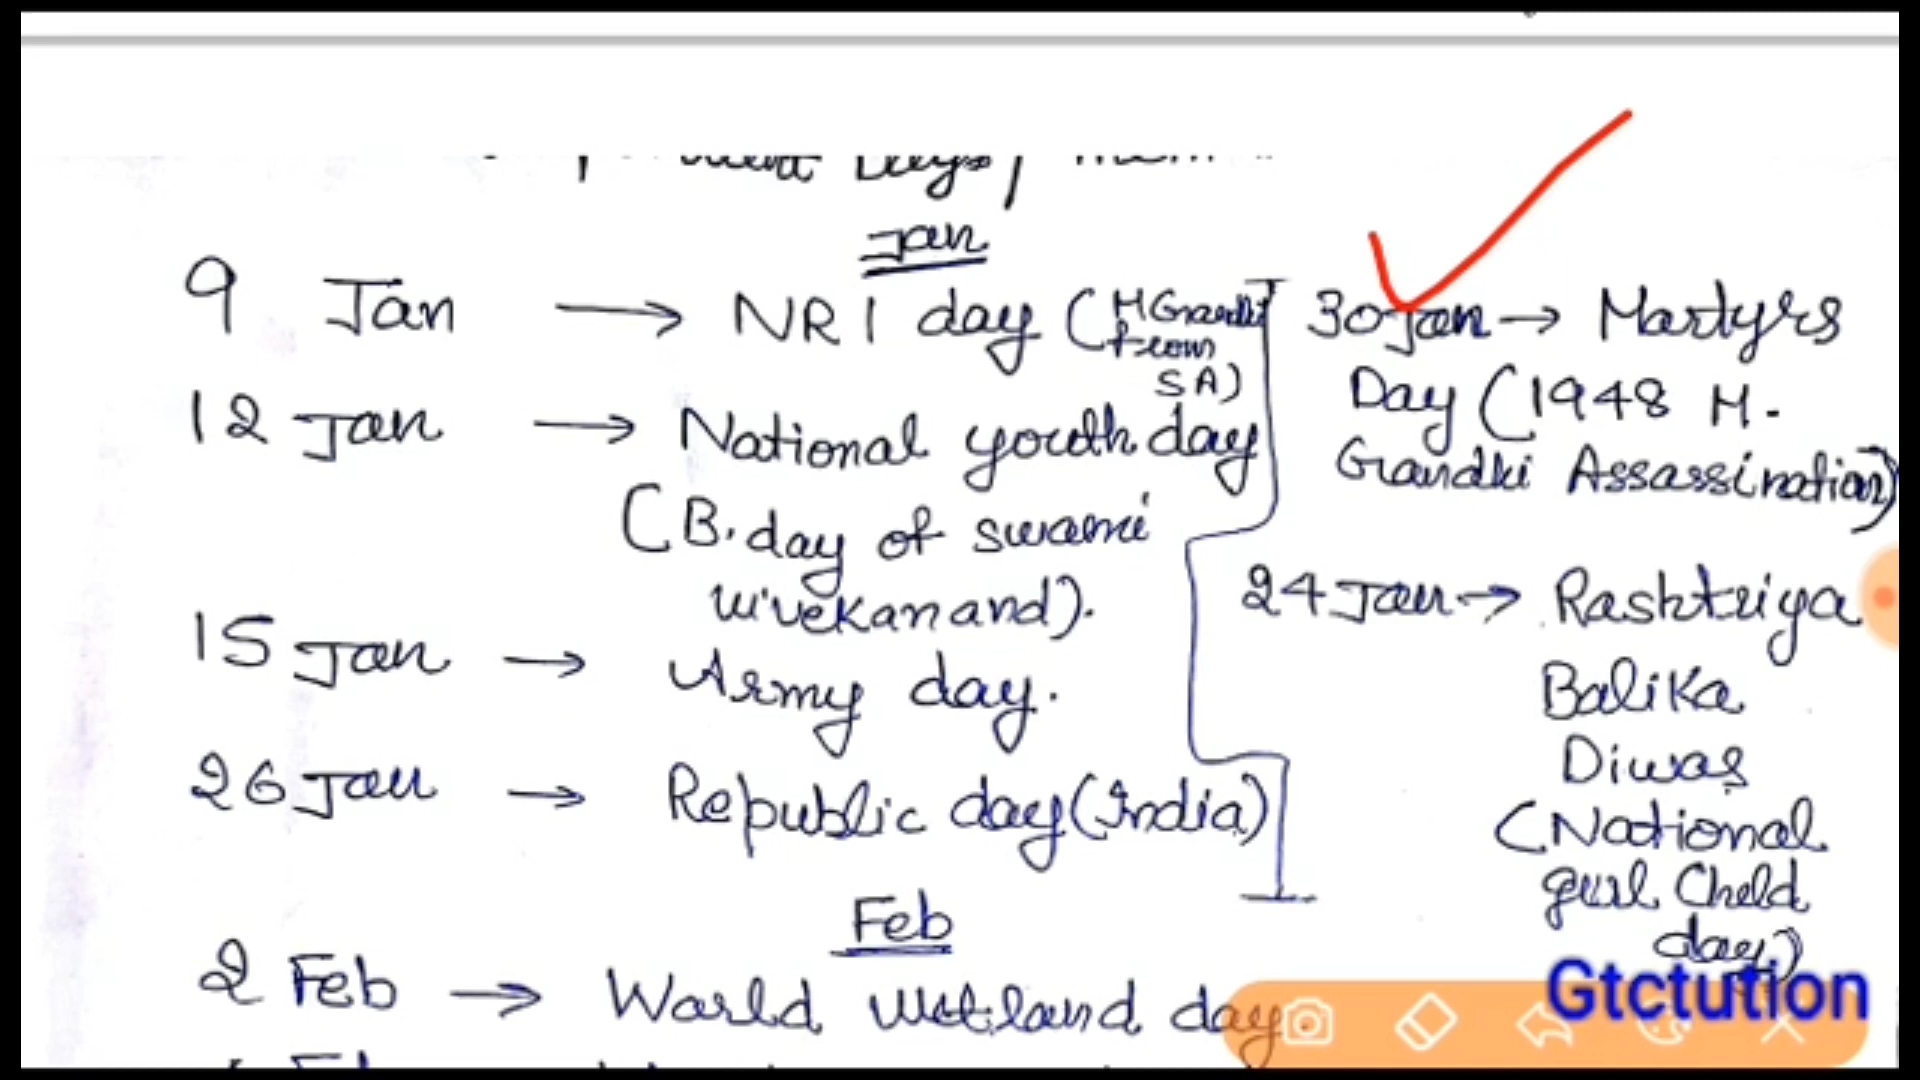 Days/
Jan
9 Jan → NRI day (M Gandhi
from
SA)
12 Jan → National youth day
(B. day of swami
vivekanand).
15 Jan → Army day.
26 Jan → Republic day (India)
30 Jan → Martyrs
Day (1948 M.
Gandhi Assassination)
24 Jan → Rashtriya
Balika
Diwas
(National
girl Child
day)
Feb
2 Feb → World wetland day.
Gtctution